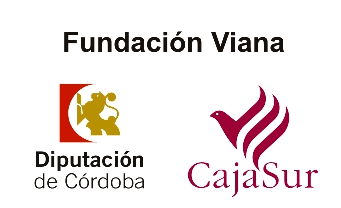 Fundación Viana
Diputación
de Córdoba
CajaSur